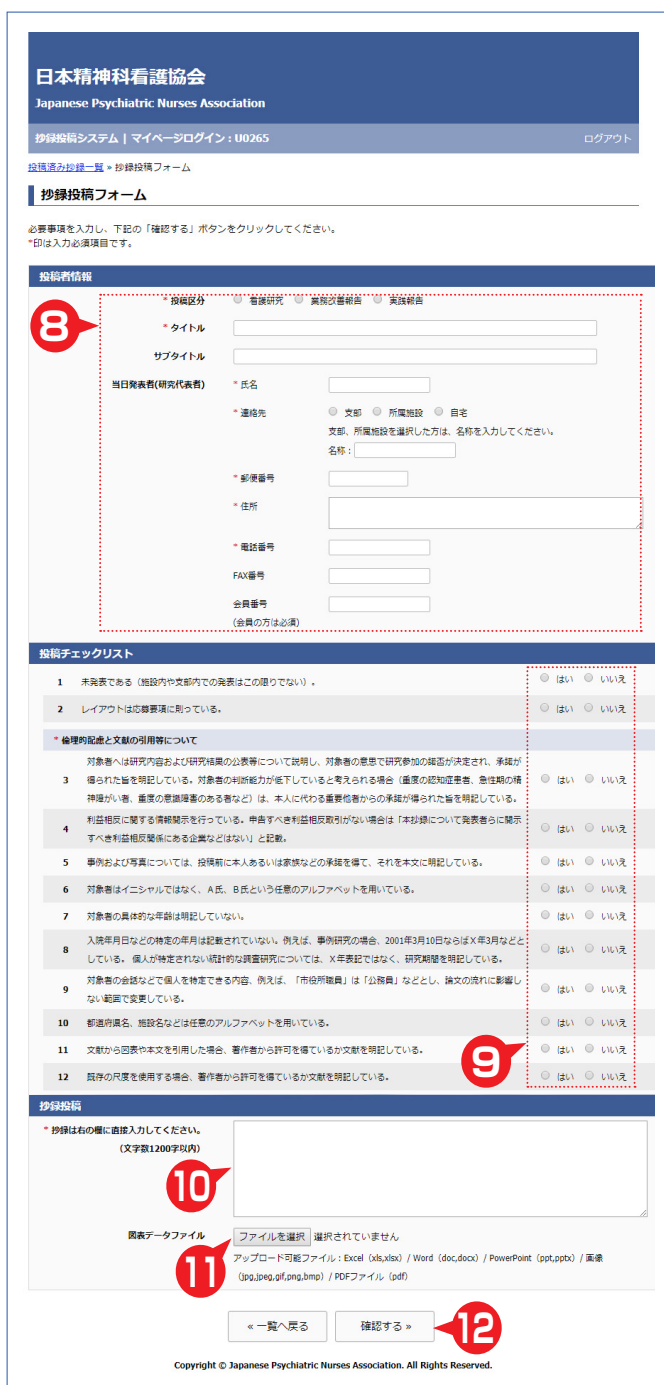 日本精神科看護協会
Japanese Psychiatric Nurses Association
抄録投稿システム | マイページログイン : U0265
ログアウト
投稿済み抄録一覧 » 抄録投稿フォーム
抄録投稿フォーム
必要事項を入力し、下記の「確認する」ボタンをクリックしてください。
*印は入力必須項目です。
投稿者情報
8
* 投稿区分 看護研究 業務改善報告 実践報告
* タイトル
サブタイトル
当日発表者(研究代表者) * 氏名
* 連絡先 支部 所属施設 自宅
支部、所属施設を選択した方は、名称を入力してください。
名称 :
* 郵便番号
* 住所
* 電話番号
FAX番号
会員番号
(会員の方は必須)
投稿チェックリスト
1 未発表である（施設内や支部内での発表はこの限りでない）。 はい いいえ
2 レイアウトは応募要項に則っている。 はい いいえ
* 倫理的配慮と文献の引用等について
対象者へは研究内容および研究結果の公表等について説明し、対象者の意思で研究参加の諾否が決定され、承諾が
3 得られた旨を明記している。対象者の判断能力が低下していると考えられる場合（重度の認知症患者、急性期の精 はい いいえ
神障がい者、重度の意識障害のある者など）は、本人に代わる重要他者からの承諾が得られた旨を明記している。
4 利益相反に関する情報開示を行っている。申告すべき利益相反取引がない場合は「本抄録について発表者らに開示 はい いいえ
すべき利益相反関係にある企業などはない」と記載。
5 事例および写真については、投稿前に本人あるいは家族などの承諾を得て、それを本文に明記している。 はい いいえ
6 対象者はイニシャルではなく、A氏、B氏という任意のアルファベットを用いている。 はい いいえ
7 対象者の具体的な年齢は明記していない。 はい いいえ
8 入院年月日などの特定の年月は記載されていない。例えば、事例研究の場合、2001年3月10日ならばX年3月などと はい いいえ
している。 個人が特定されない統計的な調査研究については、X年表記ではなく、研究期間を明記している。
9 対象者の会話などで個人を特定できる内容、例えば、「市役所職員」は「公務員」などとし、論文の流れに影響し はい いいえ
ない範囲で変更している。
10 都道府県名、施設名などは任意のアルファベットを用いている。 はい いいえ
11 文献から図表や本文を引用した場合、著作者から許可を得ているか文献を明記している。 はい いいえ
9
12 既存の尺度を使用する場合、著作者から許可を得ているか文献を明記している。 はい いいえ
抄録投稿
* 抄録は右の欄に直接入力してください。
（文字数1200字以内）
10
図表データファイル ファイルを選択 選択されていません
11
アップロード可能ファイル : Excel（xls,xlsx）/ Word（doc,docx）/ PowerPoint（ppt,pptx）/ 画像
（jpg,jpeg,gif,png,bmp）/ PDFファイル（pdf）
« 一覧へ戻る 確認する » 12
Copyright © Japanese Psychiatric Nurses Association. All Rights Reserved.